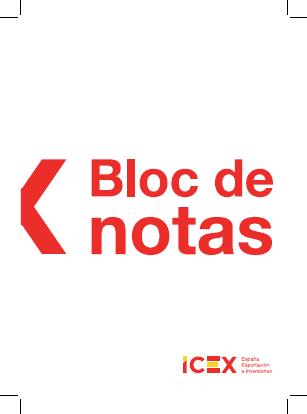 Bloc de
notas
ICEX
España
Exportación
e Inversiones